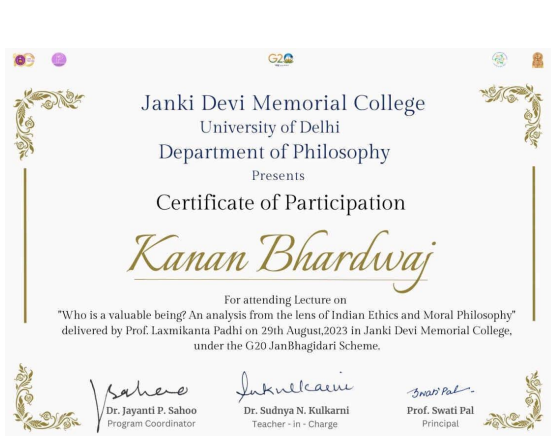 G20
Janki Devi Memorial College
University of Delhi
Department of Philosophy
Presents
Certificate of Participation
Kanan Bhardwaj
For attending Lecture on
"Who is a valuable being? An analysis from the lens of Indian Ethics and Moral Philosophy"
delivered by Prof. Laxmikanta Padhi on 29th August,2023 in Janki Devi Memorial College,
under the G20 JanBhagidari Scheme.
Swati Pal
Dr. Jayanti P. Sahoo
Dr. Sudnya N. Kulkarni
Prof. Swati Pal
Program Coordinator
Teacher - in - Charge
Principal